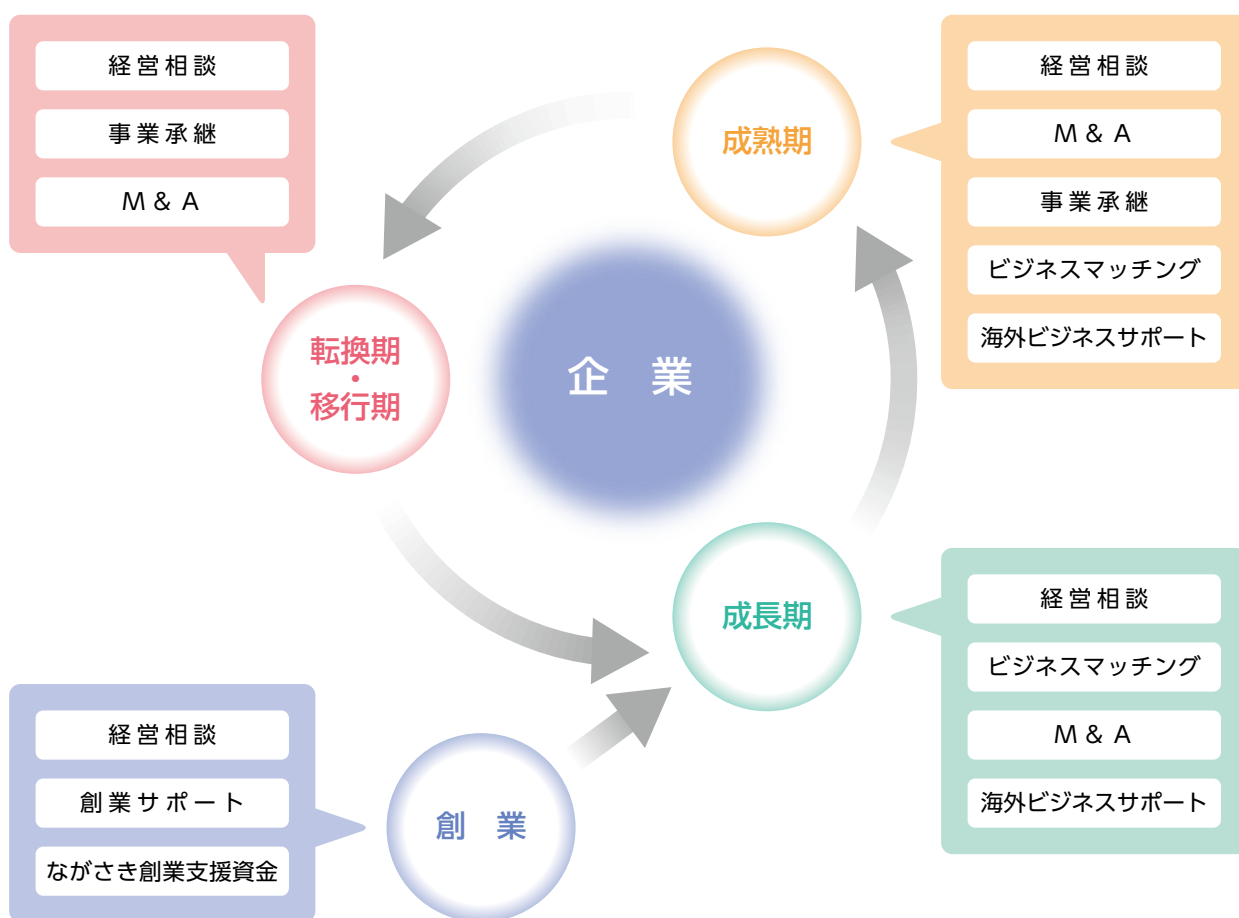 経営相談
事業承継
M & A
転換期
・
移行期
成熟期
経営相談
M & A
事業承継
ビジネスマッチング
海外ビジネスサポート
企 業
成長期
経営相談
ビジネスマッチング
M & A
海外ビジネスサポート
創 業
経営相談
創業サポート
ながさき創業支援資金